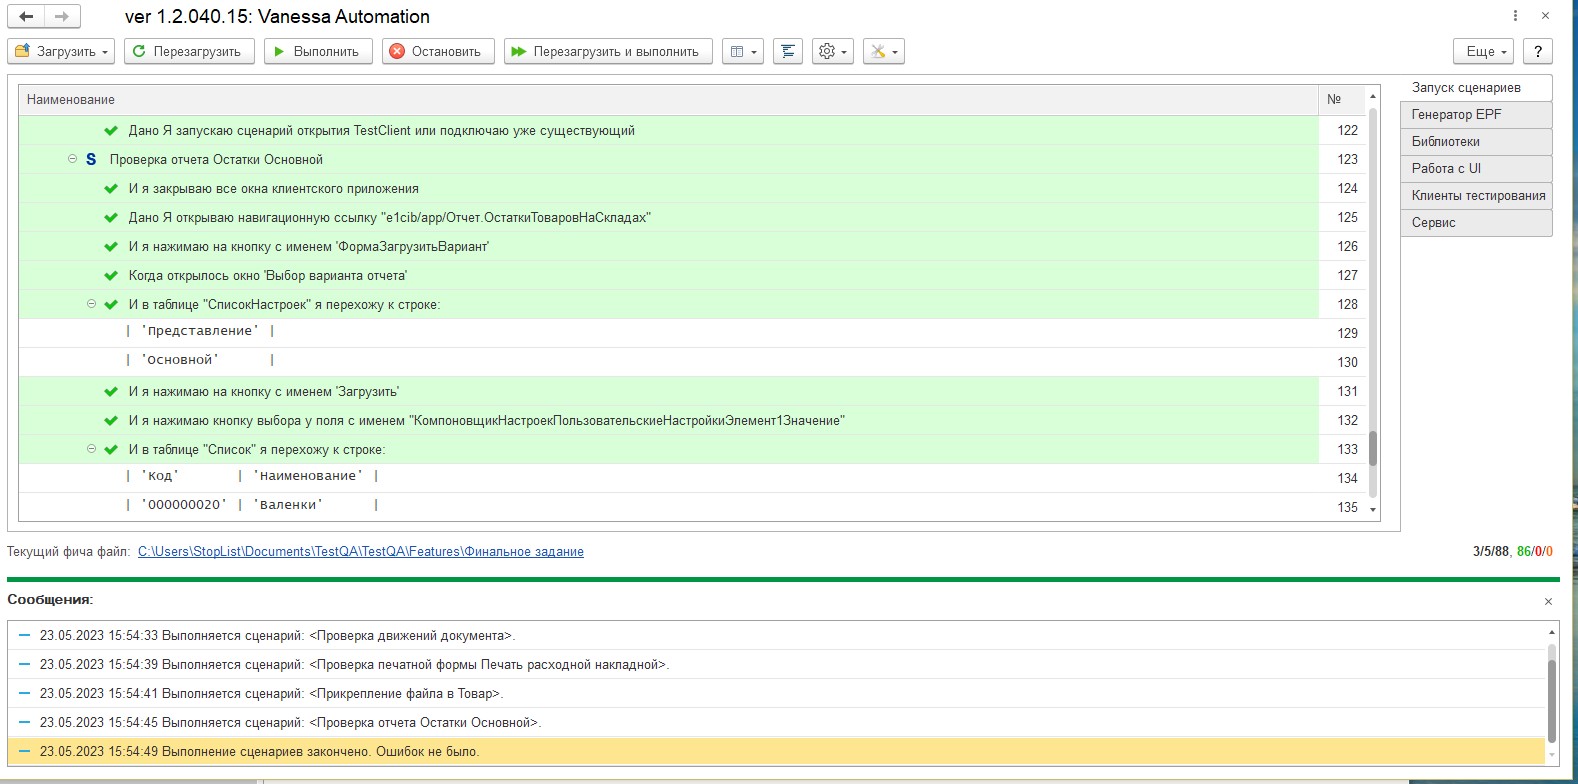 ver 1.2.040.15: Vanessa Automation
Загрузить Перезагрузить Выполнить Остановить Перезагрузить и выполнить Еще ?
Наименование №
Дано Я запускаю сценарий открытия TestClient или подключаю уже существующий 122
S Проверка отчета Остатки Основной 123
И я закрываю все окна клиентского приложения 124
Дано Я открываю навигационную ссылку "e1cib/app/Отчет.ОстаткиТоваровНаСкладах" 125
И я нажимаю на кнопку с именем 'ФормаЗагрузитьВариант' 126
Когда открылось окно 'Выбор варианта отчета' 127
И в таблице "СписокНастроек" я перехожу к строке: 128
| 'Представление' | 129
| 'Основной' | 130
И я нажимаю на кнопку с именем 'Загрузить' 131
И я нажимаю кнопку выбора у поля с именем "КомпоновщикНастроекПользовательскиеНастройкиЭлемент1Значение" 132
И в таблице "Список" я перехожу к строке: 133
| 'Код' | 'Наименование' | 134
| '000000020' | 'Валенки' | 135
Запуск сценариев
Генератор EPF
Библиотеки
Работа с UI
Клиенты тестирования
Сервис
Текущий фича файл: C:\Users\StopList\Documents\TestQA\TestQA\Features\Финальное задание 3/5/88, 86/0/0
Сообщения:
23.05.2023 15:54:33 Выполняется сценарий: <Проверка движений документа>.
23.05.2023 15:54:39 Выполняется сценарий: <Проверка печатной формы Печать расходной накладной>.
23.05.2023 15:54:41 Выполняется сценарий: <Прикрепление файла в Товар>.
23.05.2023 15:54:45 Выполняется сценарий: <Проверка отчета Остатки Основной>.
23.05.2023 15:54:49 Выполнение сценариев закончено. Ошибок не было.